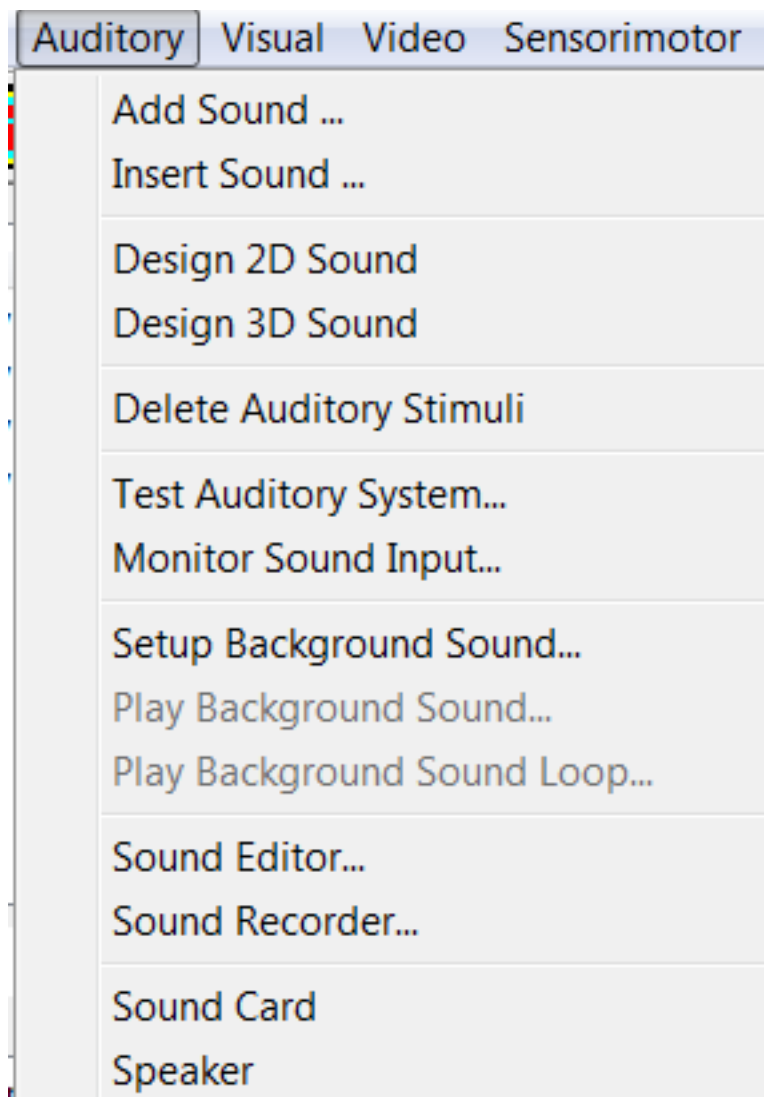 Auditory Visual Video Sensorimotor
Add Sound ...
Insert Sound ...
Design 2D Sound
Design 3D Sound
Delete Auditory Stimuli
Test Auditory System...
Monitor Sound Input...
Setup Background Sound...
Play Background Sound...
Play Background Sound Loop...
Sound Editor...
Sound Recorder...
Sound Card
Speaker